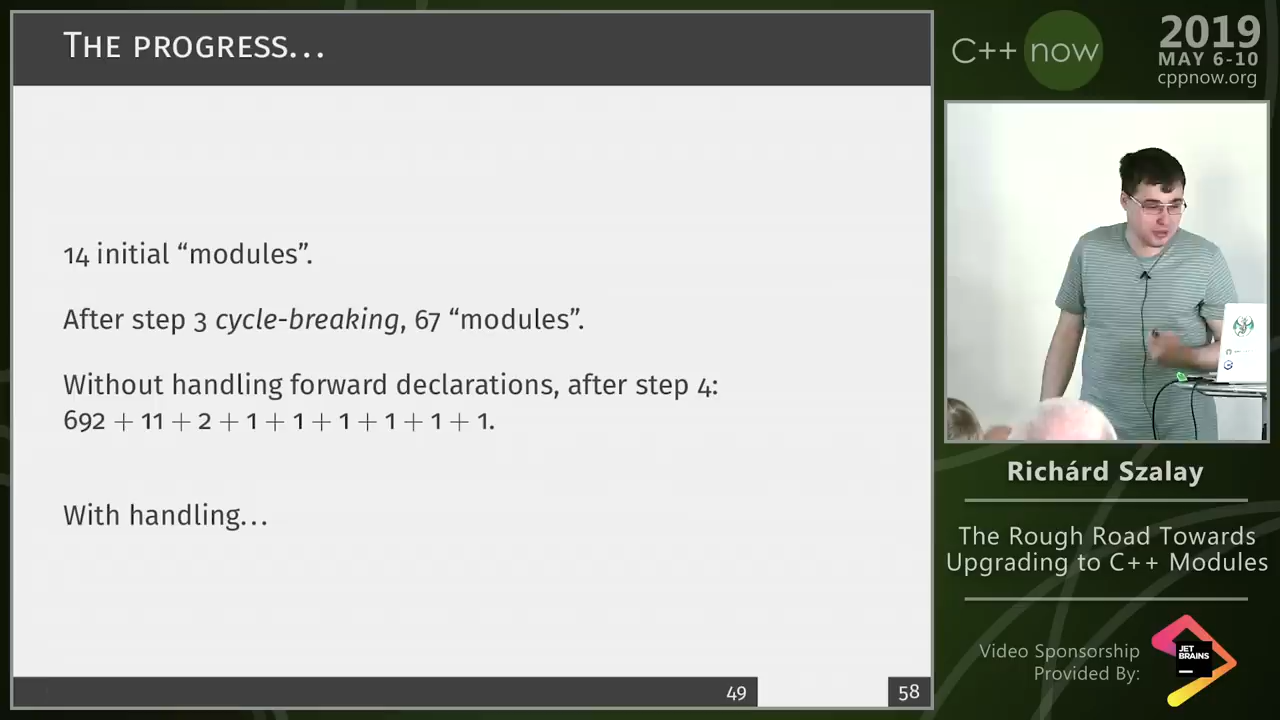 THE PROGRESS...
14 initial “modules”.
After step 3 cycle-breaking, 67 “modules”.
Without handling forward declarations, after step 4:
692 + 11 + 2 + 1 + 1 + 1 + 1 + 1 + 1.
With handling...
49
58
C++ now
2019
MAY 6-10
cppnow.org
Richárd Szalay
The Rough Road Towards
Upgrading to C++ Modules
Video Sponsorship
Provided By:
JET
BRAINS